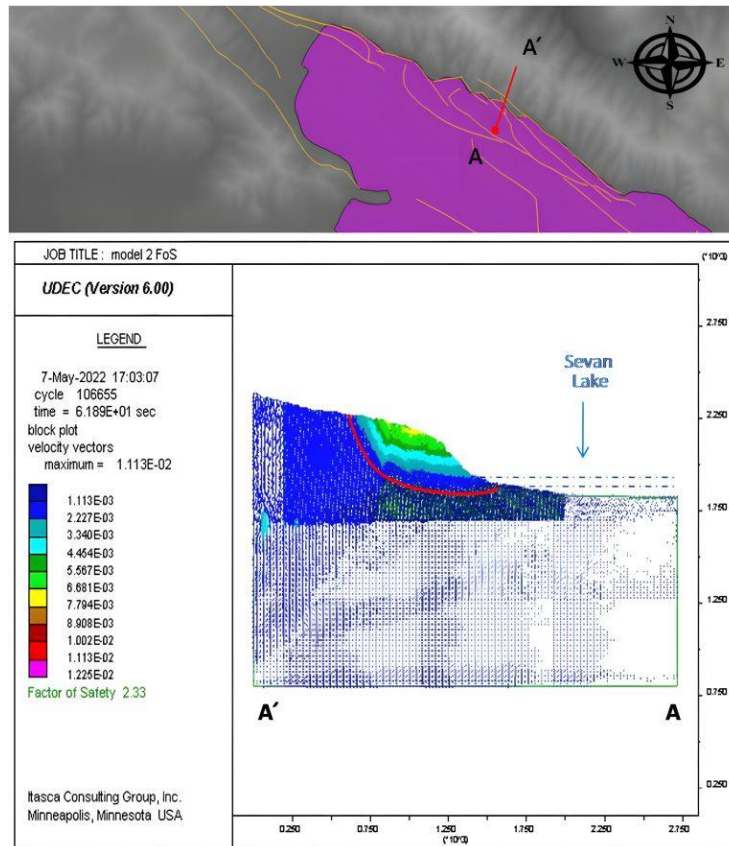 N
W
E
S
A′
A
JOB TITLE : model 2 FoS
(*10^3)
UDEC (Version 6.00)
LEGEND
7-May-2022 17:03:07
cycle 106655
time = 6.189E+01 sec
block plot
velocity vectors
maximum = 1.113E-02
1.113E-03
2.227E-03
3.340E-03
4.464E-03
5.567E-03
6.681E-03
7.794E-03
8.908E-03
1.002E-02
1.113E-02
1.225E-02
Factor of Safety 2.33
Itasca Consulting Group, Inc.
Minneapolis, Minnesota USA
Sevan
Lake
2.750
2.250
1.750
1.250
0.750
0.250
A′
A
0.250
0.750
1.250
1.750
2.250
2.750
(*10^3)